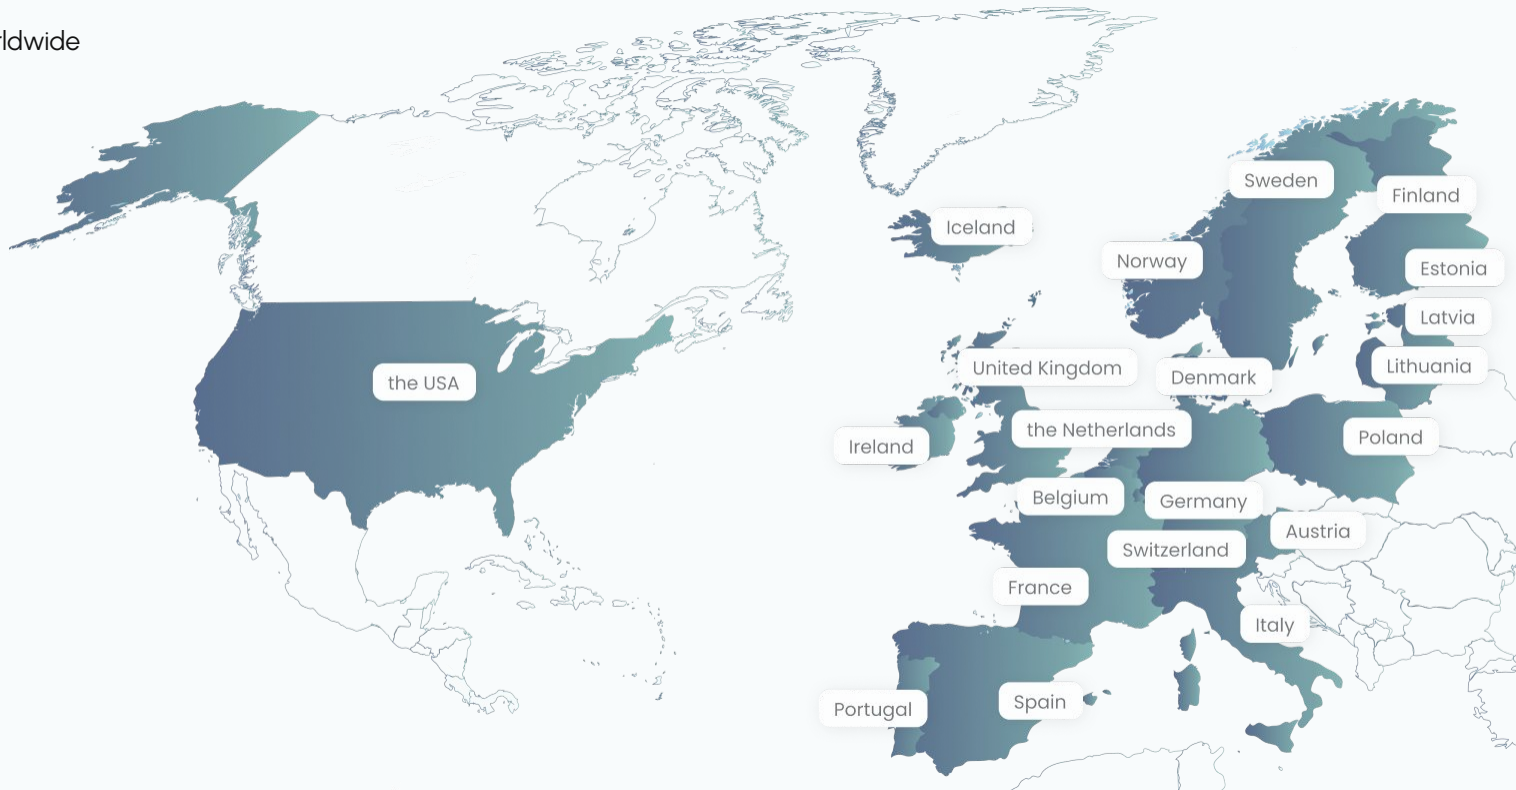 rldwide
Sweden
Finland
Iceland
Norway
Estonia
Latvia
United Kingdom
Denmark
Lithuania
the USA
the Netherlands
Poland
Ireland
Belgium
Germany
Austria
Switzerland
France
Italy
Spain
Portugal